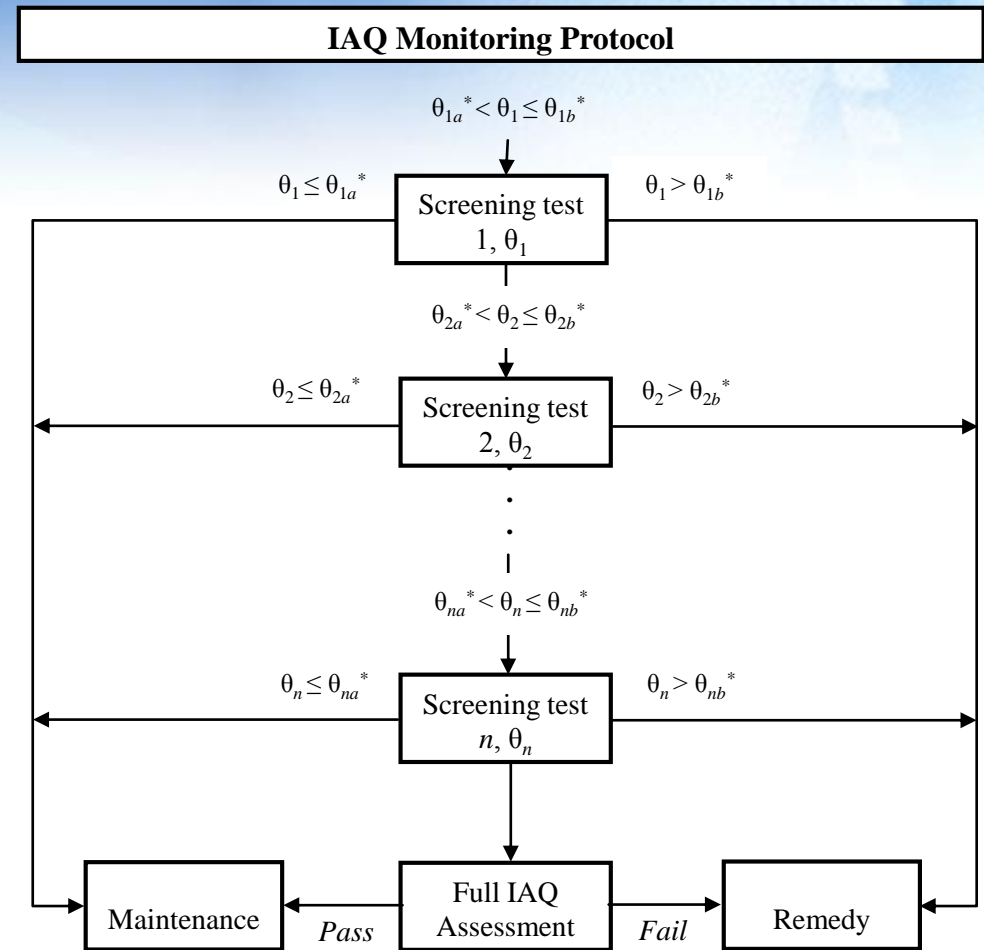 IAQ Monitoring Protocol
θ₁ₐ* < θ₁ ≤ θ₁b*
θ₁ ≤ θ₁ₐ*
θ₁ > θ₁b*
Screening test
1, θ₁
θ₂ₐ* < θ₂ ≤ θ₂b*
θ₂ ≤ θ₂ₐ*
θ₂ > θ₂b*
Screening test
2, θ₂
θₙₐ* < θₙ ≤ θₙb*
θₙ ≤ θₙₐ*
θₙ > θₙb*
Screening test
n, θₙ
Maintenance
Pass
Full IAQ
Assessment
Fail
Remedy